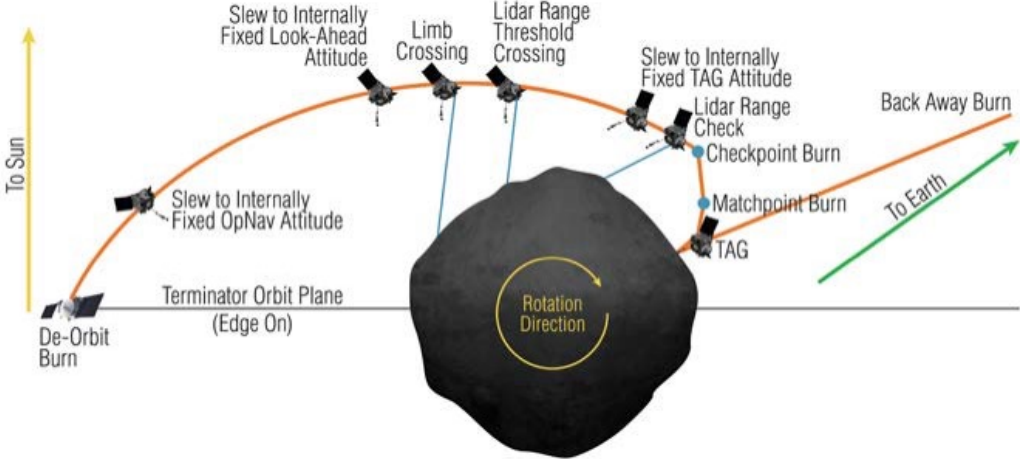 Slew to Internally
Fixed Look-Ahead
Attitude
Limb
Crossing
Lidar Range
Threshold
Crossing
Slew to Internally
Fixed TAG Attitude
Lidar Range
Check
Checkpoint Burn
Back Away Burn
To Sun
Slew to Internally
Fixed OpNav Attitude
Matchpoint Burn
To Earth
TAG
Terminator Orbit Plane
(Edge On)
De-Orbit
Burn
Rotation
Direction